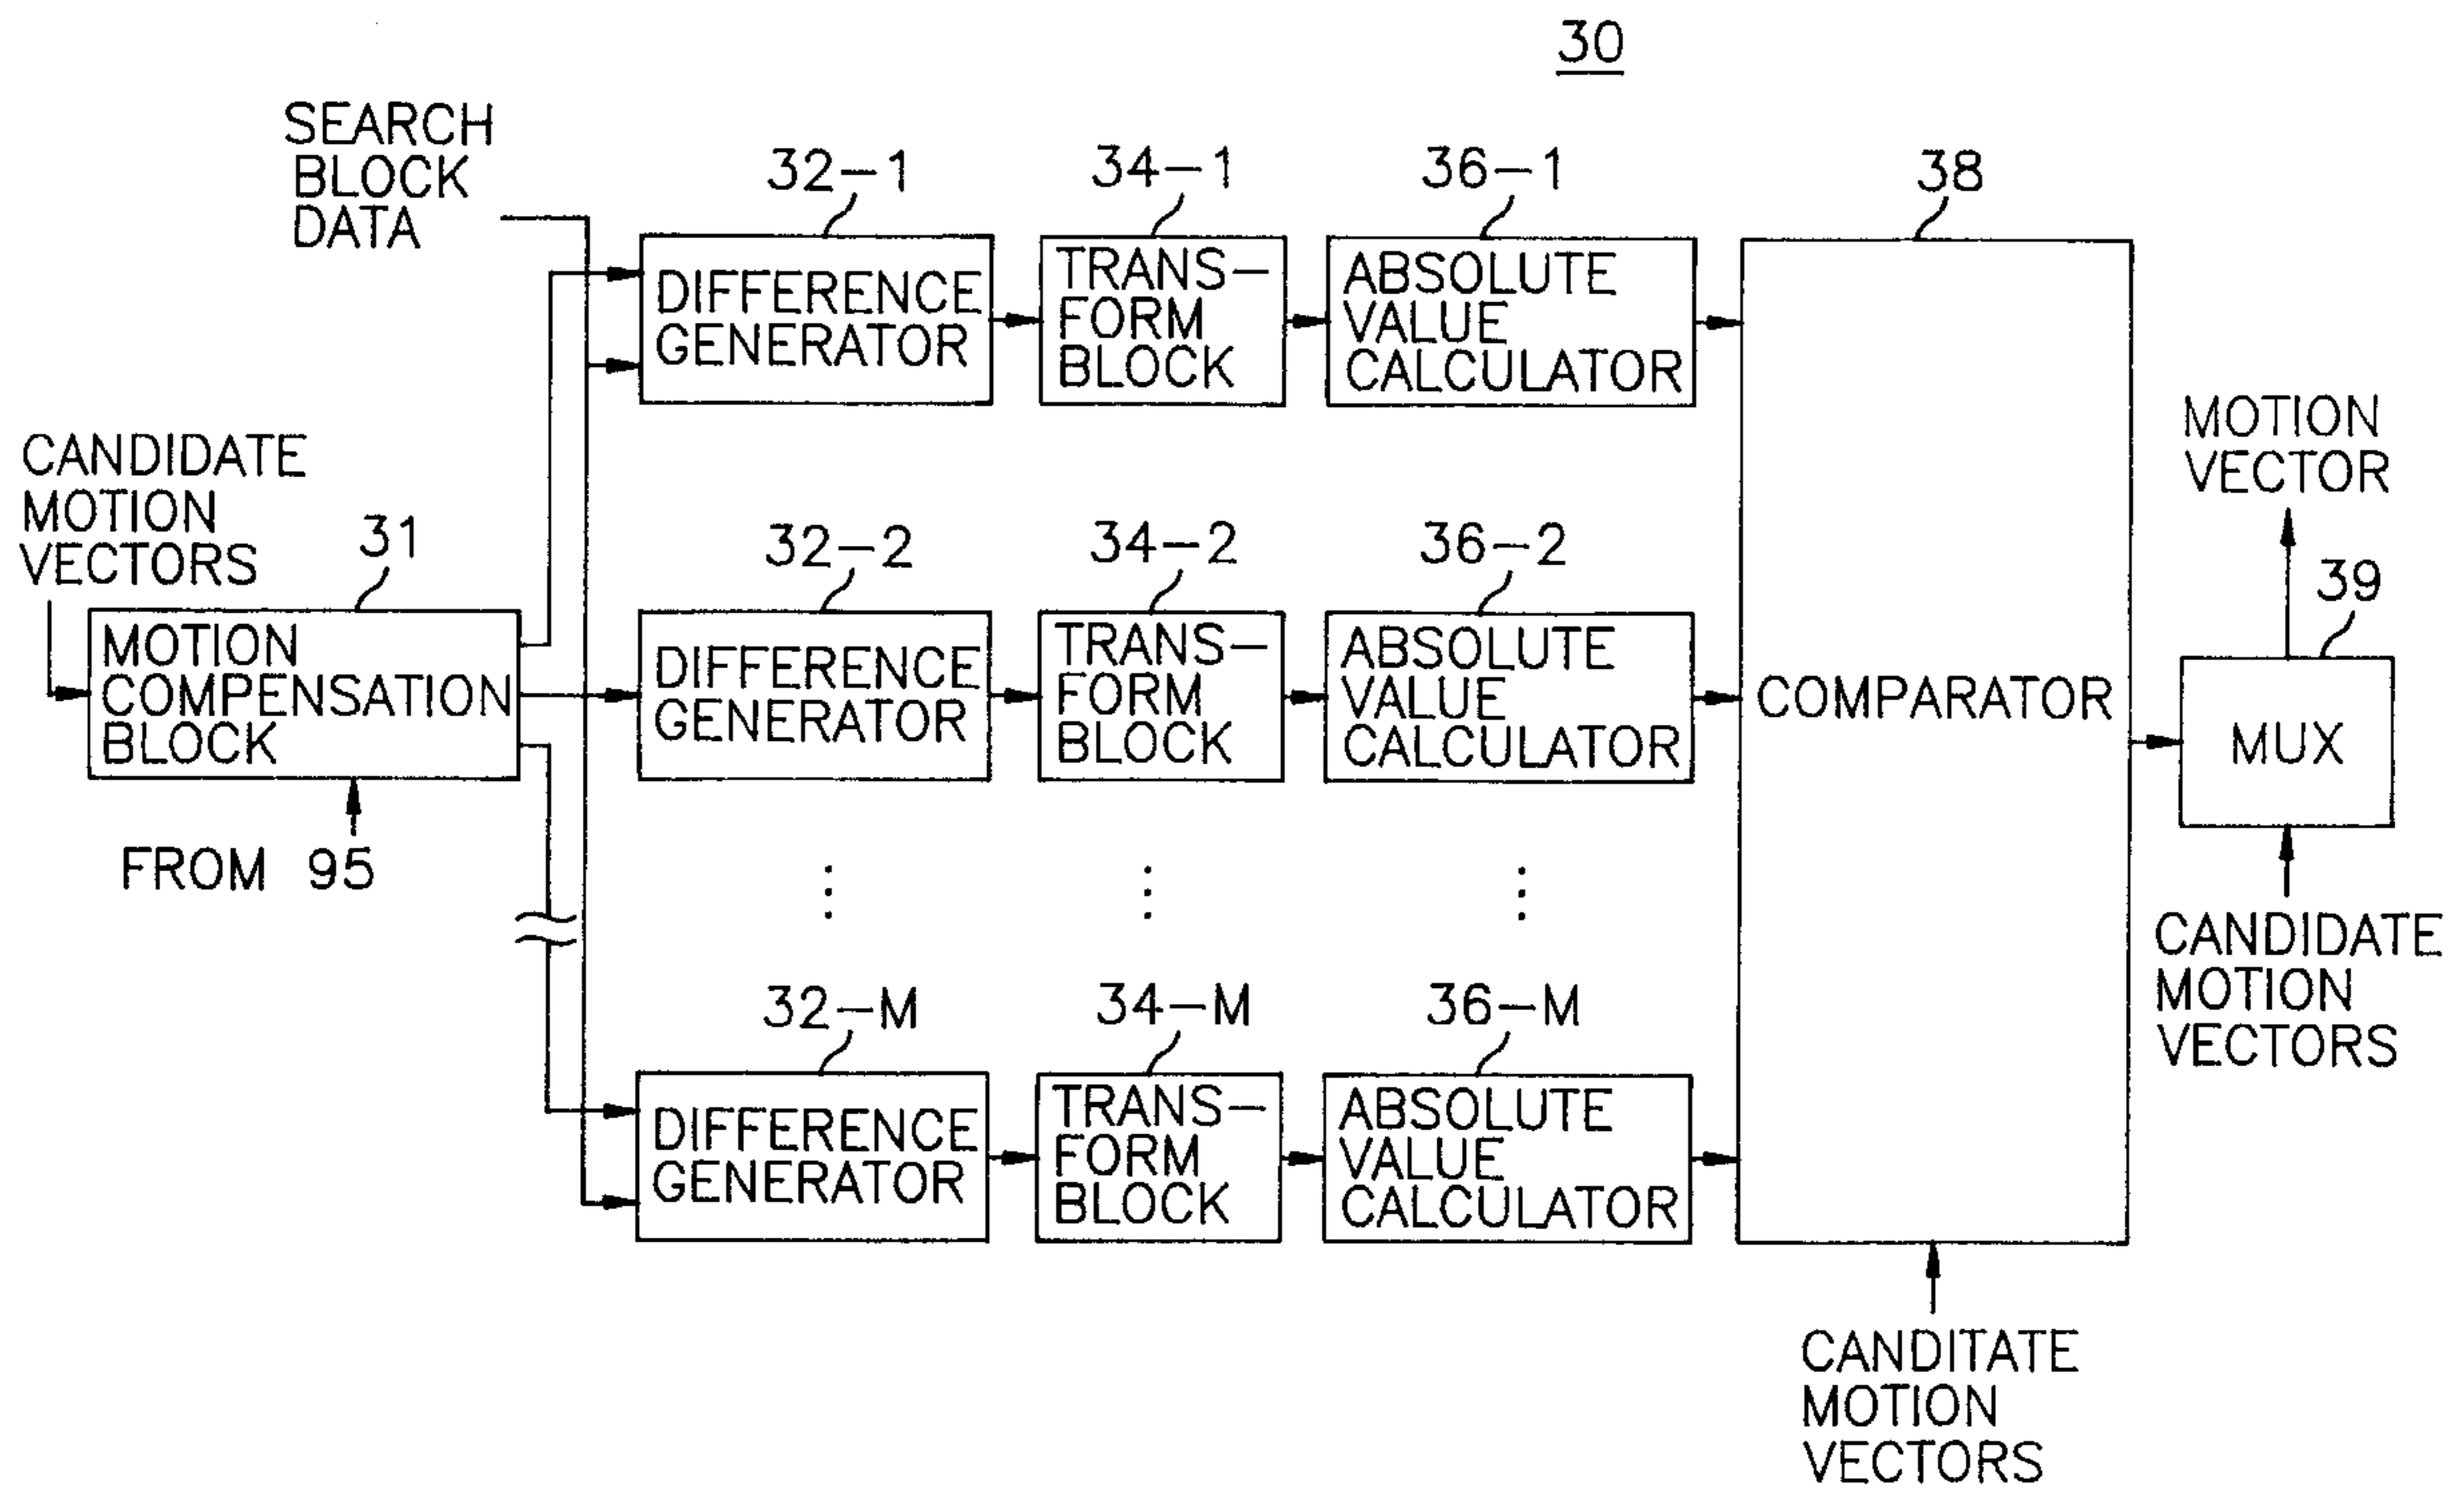 30
SEARCH
BLOCK
DATA
32-1
34-1
36-1
38
DIFFERENCE
GENERATOR
TRANS-
FORM
BLOCK
ABSOLUTE
VALUE
CALCULATOR
CANDIDATE
MOTION
VECTORS
31
MOTION
COMPENSATION
BLOCK
FROM 95
32-2
34-2
36-2
DIFFERENCE
GENERATOR
TRANS-
FORM
BLOCK
ABSOLUTE
VALUE
CALCULATOR
COMPARATOR
MOTION
VECTOR
39
MUX
CANDIDATE
MOTION
VECTORS
32-M
34-M
36-M
DIFFERENCE
GENERATOR
TRANS-
FORM
BLOCK
ABSOLUTE
VALUE
CALCULATOR
CANDITATE
MOTION
VECTORS